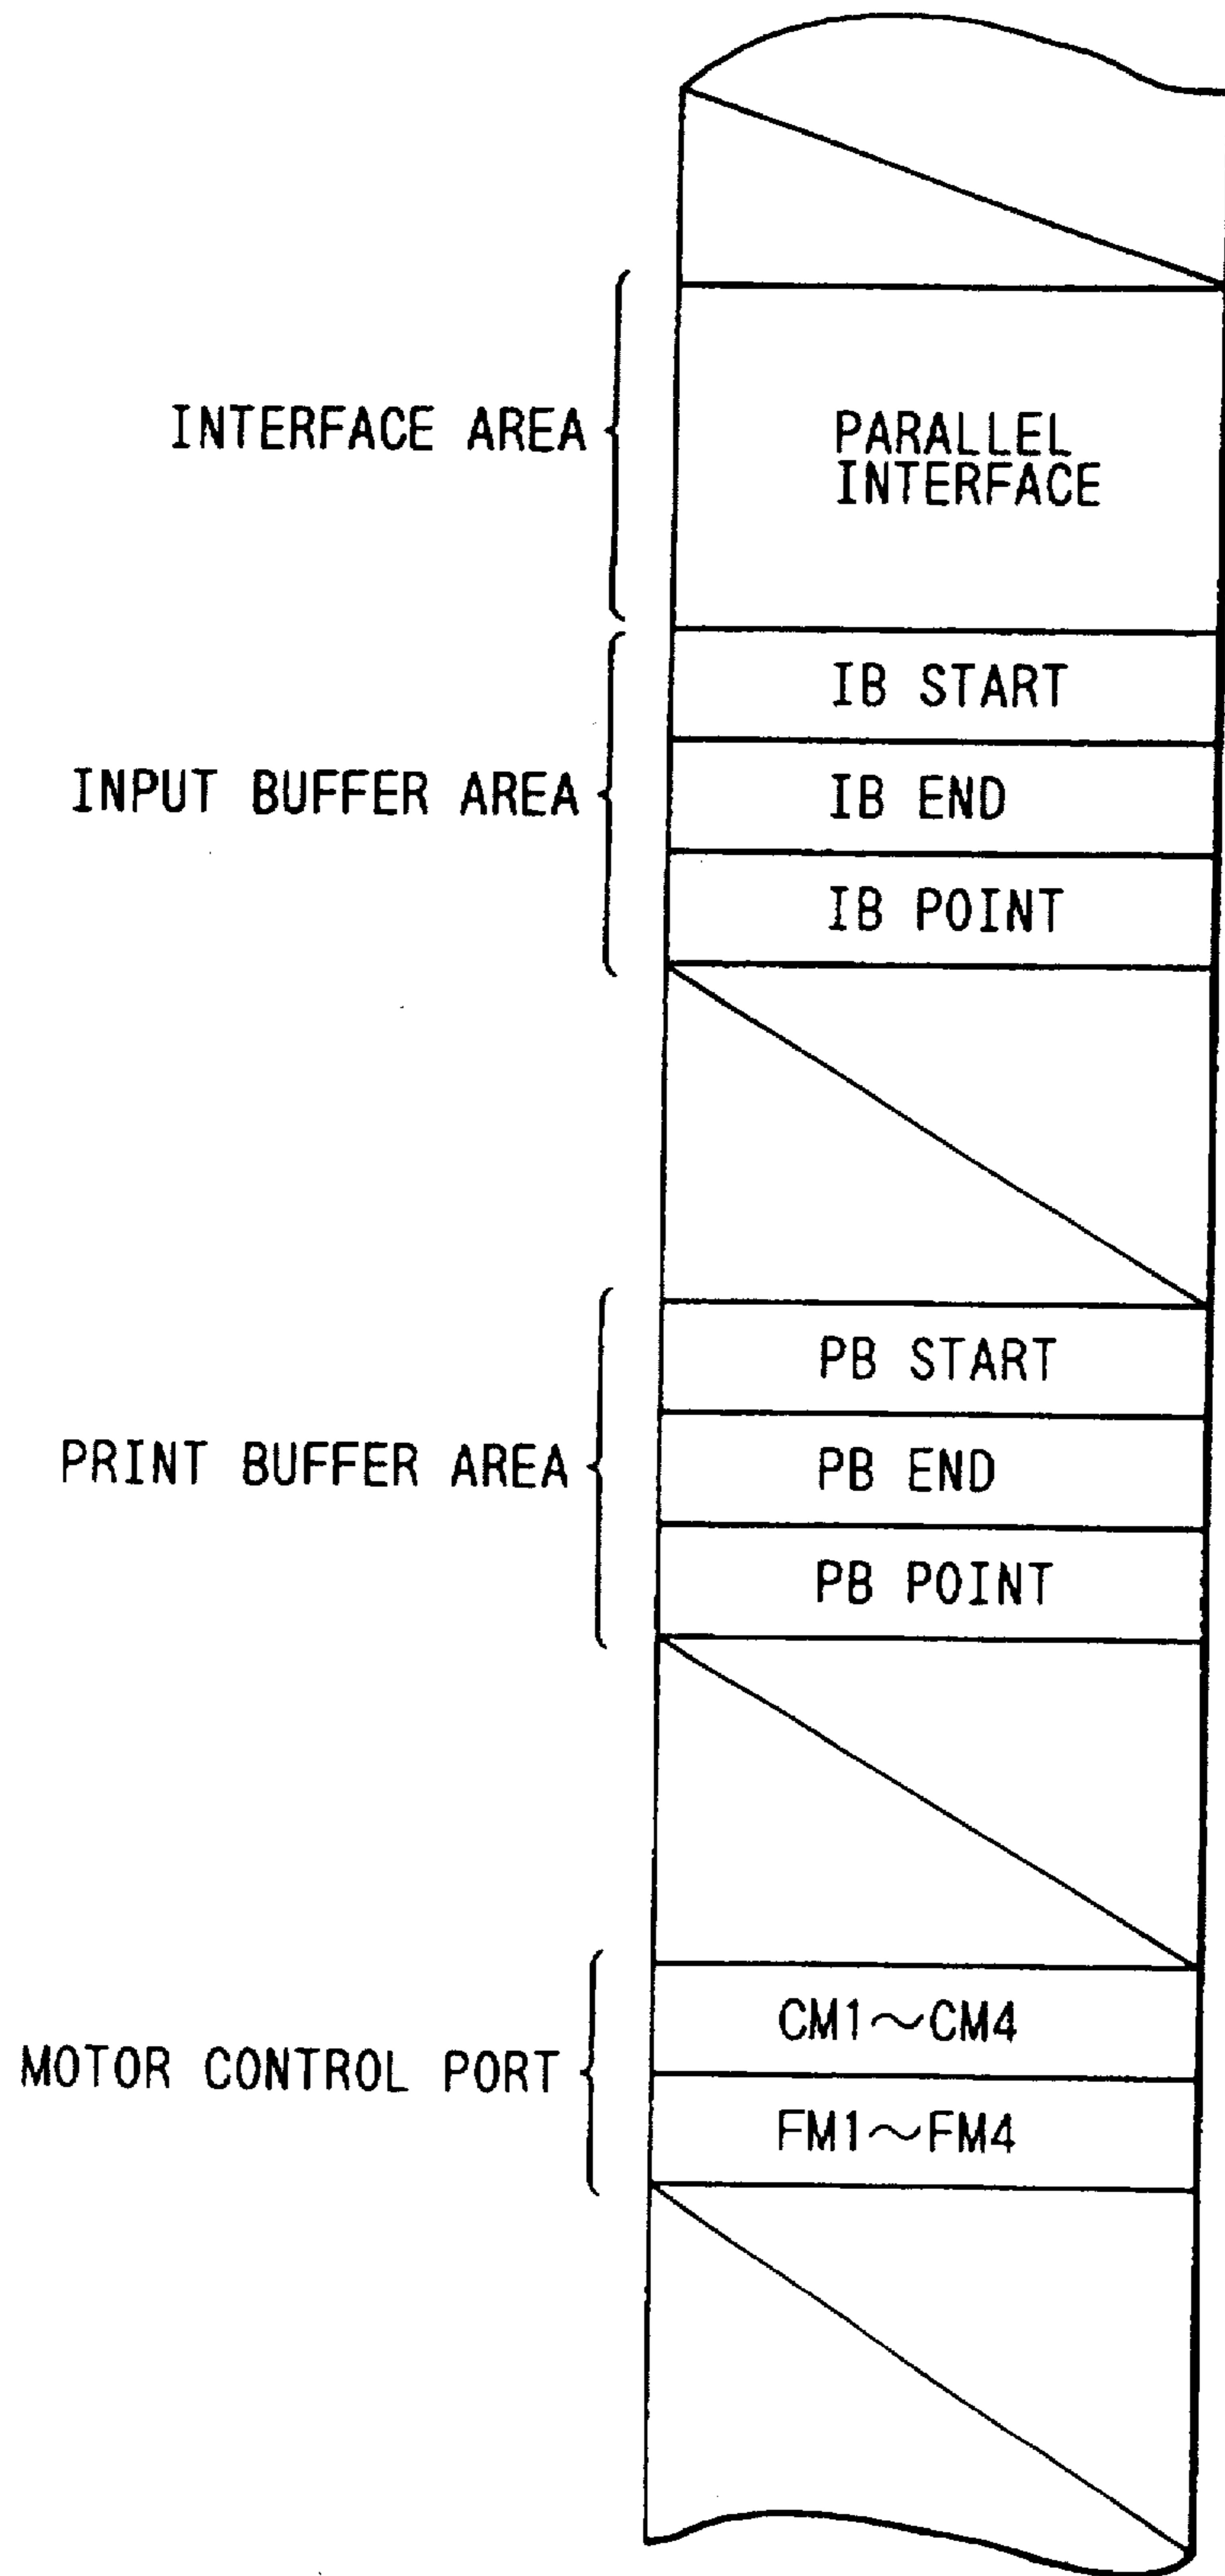 INTERFACE AREA
PARALLEL
INTERFACE
INPUT BUFFER AREA
IB START
IB END
IB POINT
PRINT BUFFER AREA
PB START
PB END
PB POINT
MOTOR CONTROL PORT
CM1~CM4
FM1~FM4